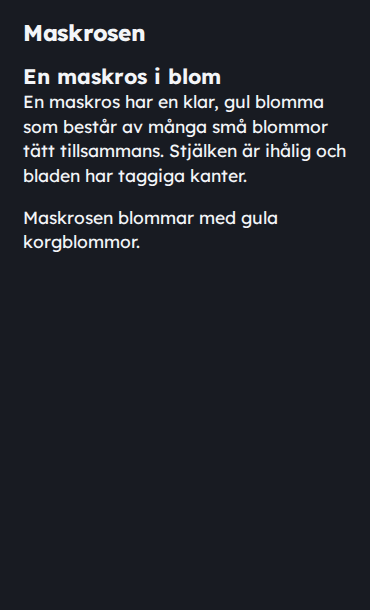 Maskrosen
En maskros i blom
En maskros har en klar, gul blomma
som består av många små blommor
tätt tillsammans. Stjälken är ihålig och
bladen har taggiga kanter.
Maskrosen blommar med gula
korgblommor.